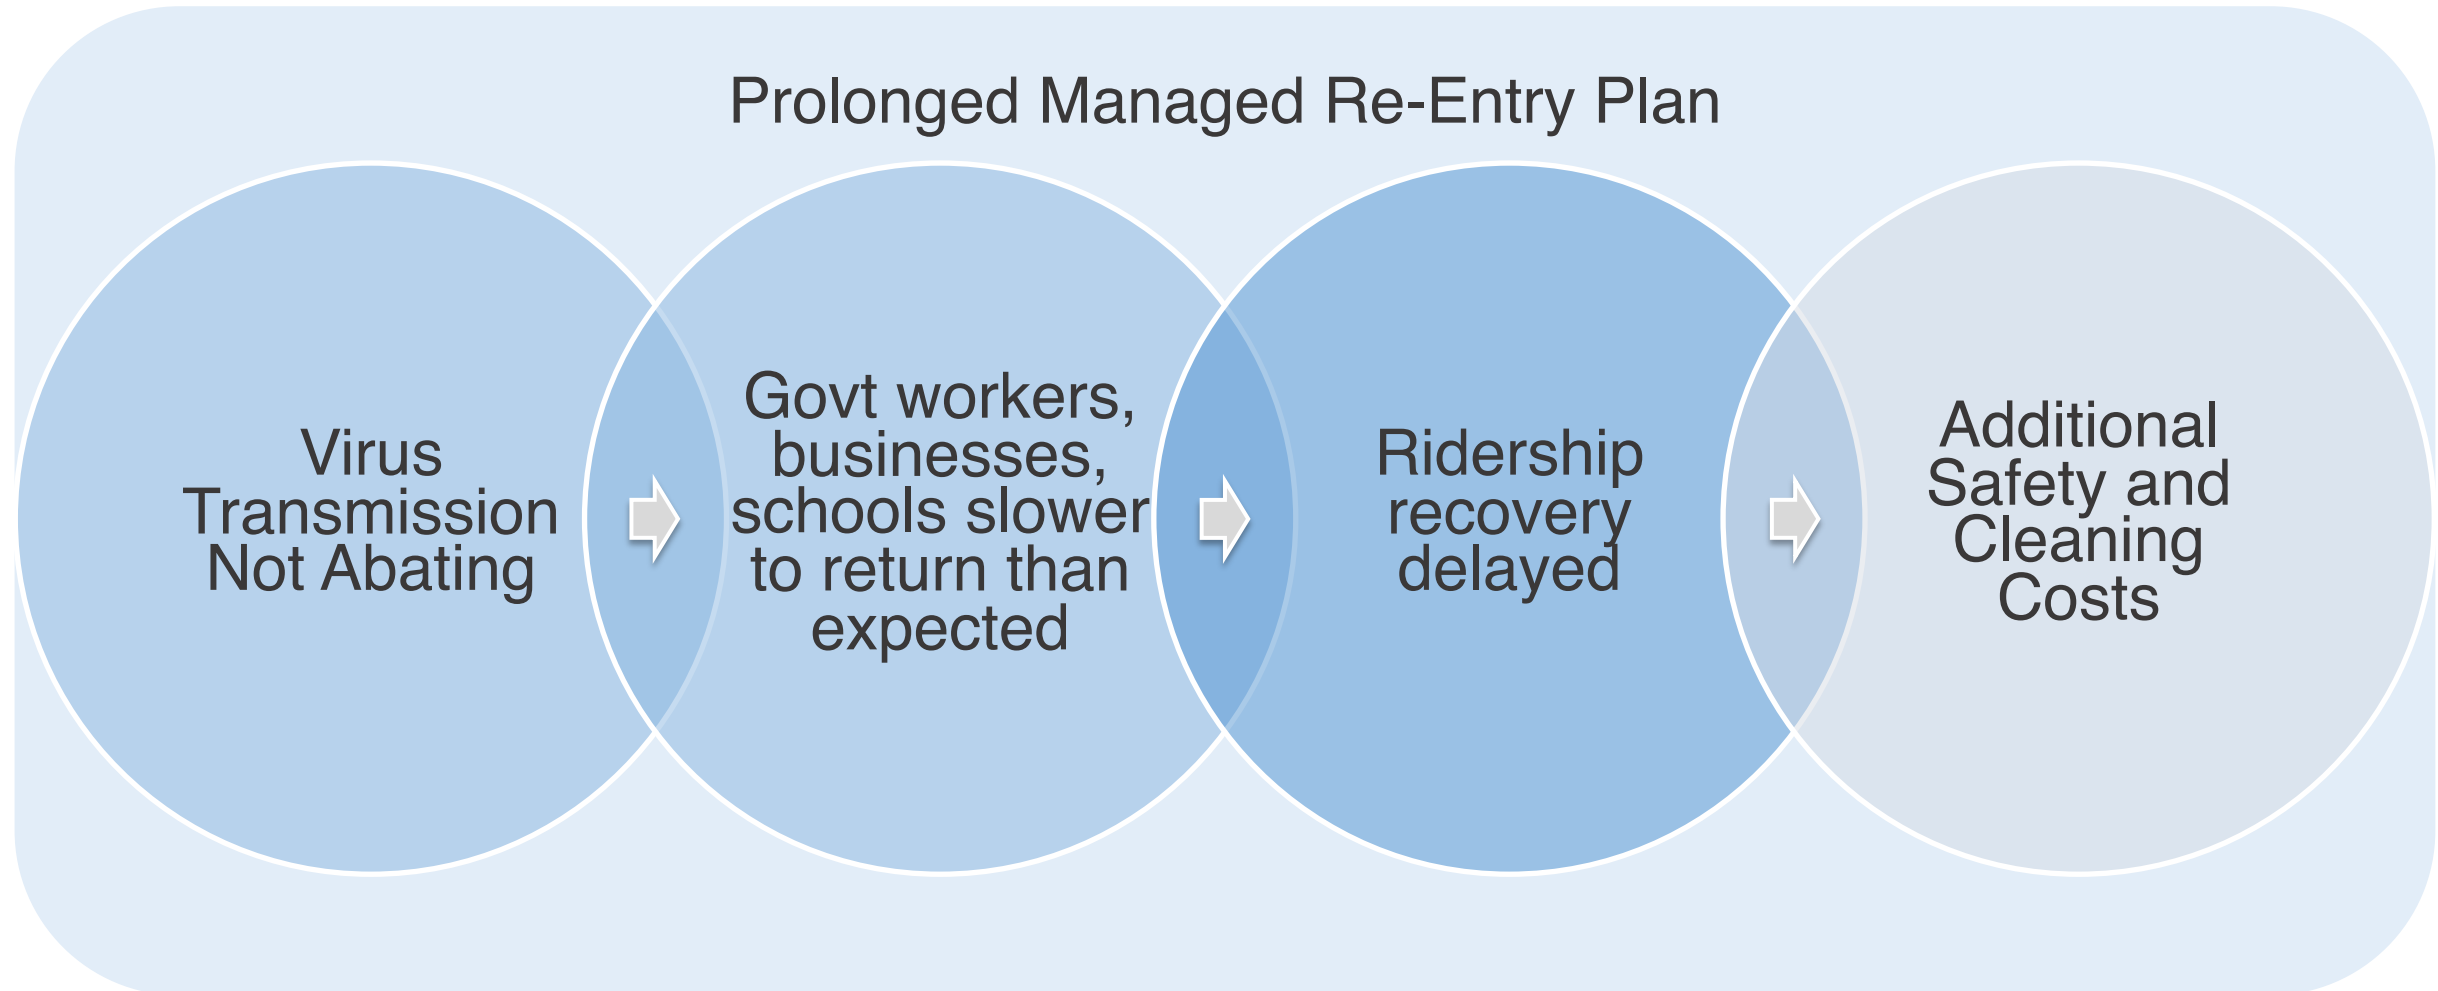 Prolonged Managed Re-Entry Plan
Virus
Transmission
Not Abating
Govt workers,
businesses,
schools slower
to return than
expected
Ridership
recovery
delayed
Additional
Safety and
Cleaning
Costs